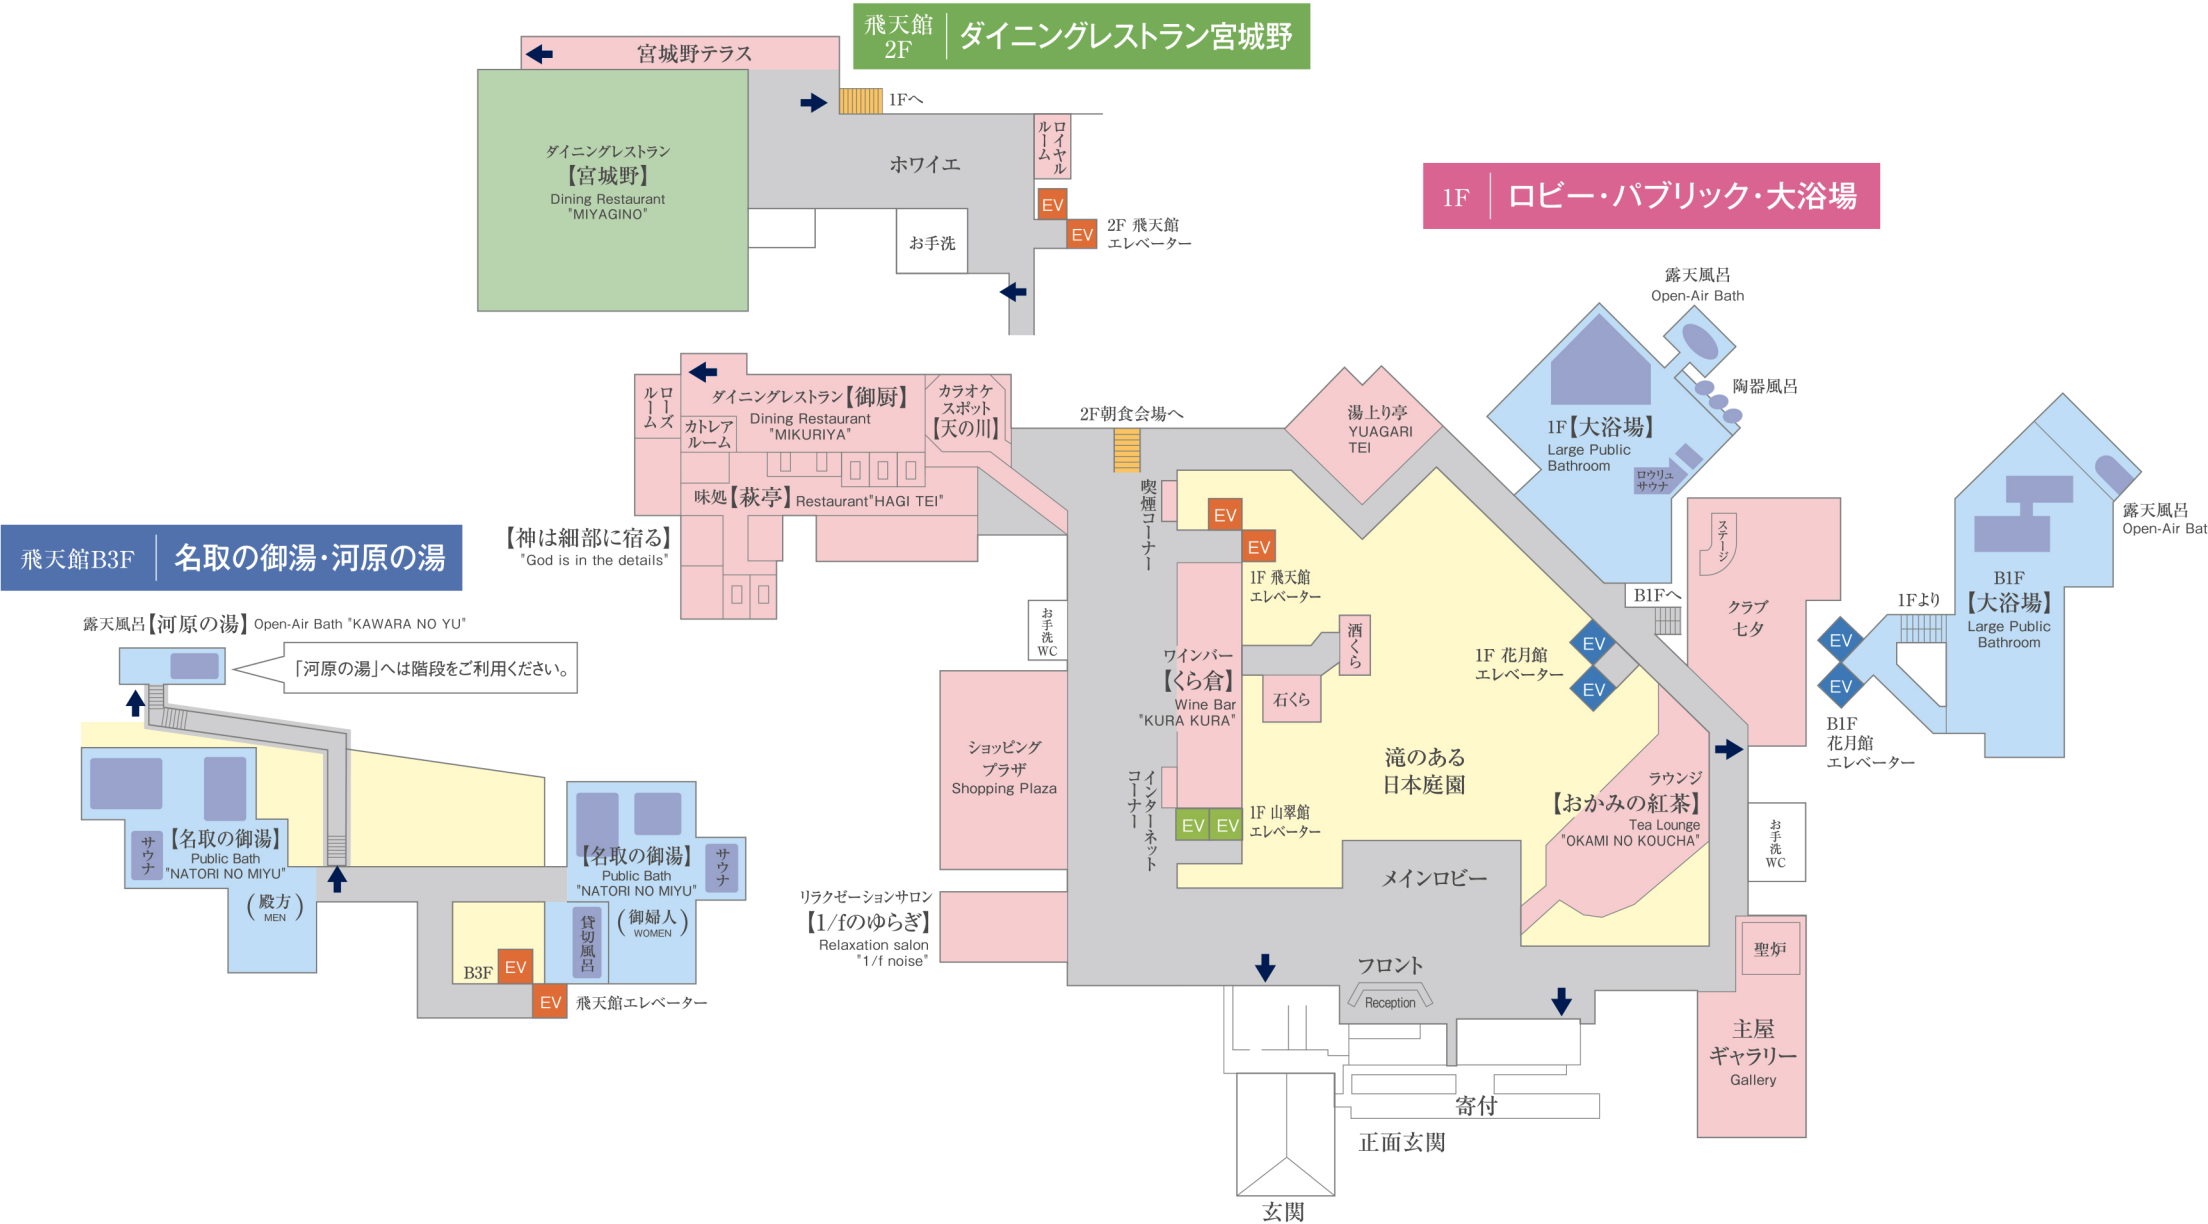 飛天館
2F
ダイニングレストラン宮城野
宮城野テラス
1Fへ
ダイニングレストラン
【宮城野】
Dining Restaurant
"MIYAGINO"
ホワイエ
ロイヤル
ルーム
お手洗
EV
EV
2F 飛天館
エレベーター
1F
ロビー・パブリック・大浴場
露天風呂
Open-Air Bath
陶器風呂
1F【大浴場】
Large Public
Bathroom
ロウリュ
サウナ
湯上り亭
YUAGARI
TEI
2F朝食会場へ
ローズ
ルーム
ダイニングレストラン【御厨】
Dining Restaurant
"MIKURIYA"
カトレア
ルーム
カラオケ
スポット
【天の川】
味処【萩亭】Restaurant"HAGI TEI"
【神は細部に宿る】
"God is in the details"
喫煙コーナー
EV
EV
1F 飛天館
エレベーター
お手洗
WC
ワインバー
【くら倉】
Wine Bar
"KURA KURA"
酒くら
石くら
ショッピング
プラザ
Shopping Plaza
インターネット
コーナー
EV
EV
1F 山翠館
エレベーター
滝のある
日本庭園
1F 花月館
エレベーター
EV
EV
B1Fへ
ステージ
クラブ
七夕
ラウンジ
【おかみの紅茶】
Tea Lounge
"OKAMI NO KOUCHA"
お手洗
WC
メインロビー
リラクゼーションサロン
【1/fのゆらぎ】
Relaxation salon
"1/f noise"
フロント
Reception
聖炉
主屋
ギャラリー
Gallery
寄付
正面玄関
玄関
1Fより
EV
EV
B1F
花月館
エレベーター
B1F
【大浴場】
Large Public
Bathroom
露天風呂
Open-Air Bat
飛天館B3F
名取の御湯・河原の湯
露天風呂【河原の湯】Open-Air Bath "KAWARA NO YU"
「河原の湯」へは階段をご利用ください。
サウナ
【名取の御湯】
Public Bath
"NATORI NO MIYU"
(殿方)
MEN
【名取の御湯】
Public Bath
"NATORI NO MIYU"
サウナ
(御婦人)
WOMEN
貸切風呂
B3F
EV
EV
飛天館エレベーター